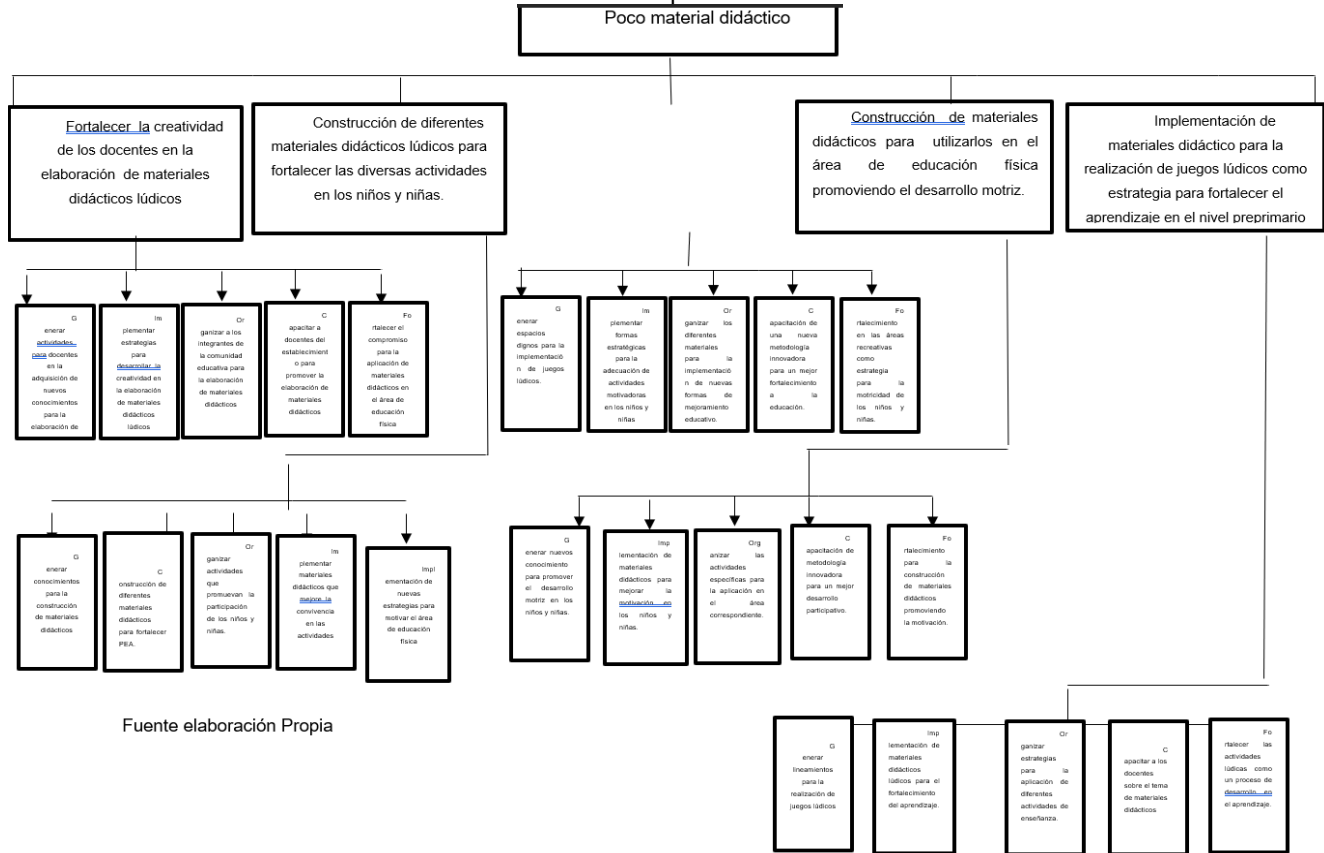 Poco material didáctico
Fortalecer la creatividad
de los docentes en la
elaboración de materiales
didácticos lúdicos
Construcción de diferentes
materiales didácticos lúdicos para
fortalecer las diversas actividades
en los niños y niñas.
Construcción de materiales
didácticos para utilizarlos en el
área de educación física
promoviendo el desarrollo motriz.
Implementación de
materiales didáctico para la
realización de juegos lúdicos como
estrategia para fortalecer el
aprendizaje en el nivel preprimario
G
enerar
actividades
para docentes
en la
adquisición de
nuevos
conocimientos
para la
elaboración de
Im
plementar
estrategias
para
desarrollar la
creatividad en
la elaboración
de materiales
didácticos
lúdicos
Or
ganizar a los
integrantes de
la comunidad
educativa para
la elaboración
de materiales
didácticos
C
apacitar a
docentes del
establecimient
o para
promover la
elaboración de
materiales
didácticos
Fo
rtalecer el
compromiso
para la
aplicación de
materiales
didácticos en
el área de
educación
física
G
enerar
espacios
dignos para la
implementació
n de juegos
lúdicos.
Im
plementar
formas
estratégicas
para la
adecuación de
actividades
motivadoras
en los niños y
niñas
Or
ganizar los
diferentes
materiales
para la
implementació
n de nuevas
formas de
mejoramiento
educativo.
C
apacitación de
una nueva
metodología
innovadora
para un mejor
fortalecimiento
a la
educación.
Fo
rtalecimiento
en las áreas
recreativas
como
estrategia
para la
motricidad de
los niños y
niñas.
G
enerar
conocimientos
para la
construcción
de materiales
didácticos
C
onstrucción de
diferentes
materiales
didácticos
para fortalecer
PEA.
Or
ganizar
actividades
que
promuevan la
participación
de los niños y
niñas.
Im
plementar
materiales
didácticos que
mejore la
convivencia
en las
actividades
Impl
ementación de
nuevas
estrategias para
motivar el área
de educación
física
G
enerar nuevos
conocimiento
para promover
el desarrollo
motriz en los
niños y niñas.
Imp
lementación de
materiales
didácticos para
mejorar la
motivación en
los niños y
niñas.
Org
anizar las
actividades
específicas para
la aplicación en
el área
correspondiente.
C
apacitación de
metodología
innovadora
para un mejor
desarrollo
participativo.
Fo
rtalecimiento
para la
construcción
de materiales
didácticos
promoviendo
la motivación.
Fuente elaboración Propia
G
enerar
lineamientos
para la
realización de
juegos lúdicos
Imp
lementación de
materiales
didácticos
lúdicos para el
fortalecimiento
del aprendizaje.
Or
ganizar
estrategias
para la
aplicación de
diferentes
actividades de
enseñanza.
C
apacitar a los
docentes
sobre el tema
de materiales
didácticos
Fo
rtalecer las
actividades
lúdicas como
un proceso de
desarrollo en
el aprendizaje.